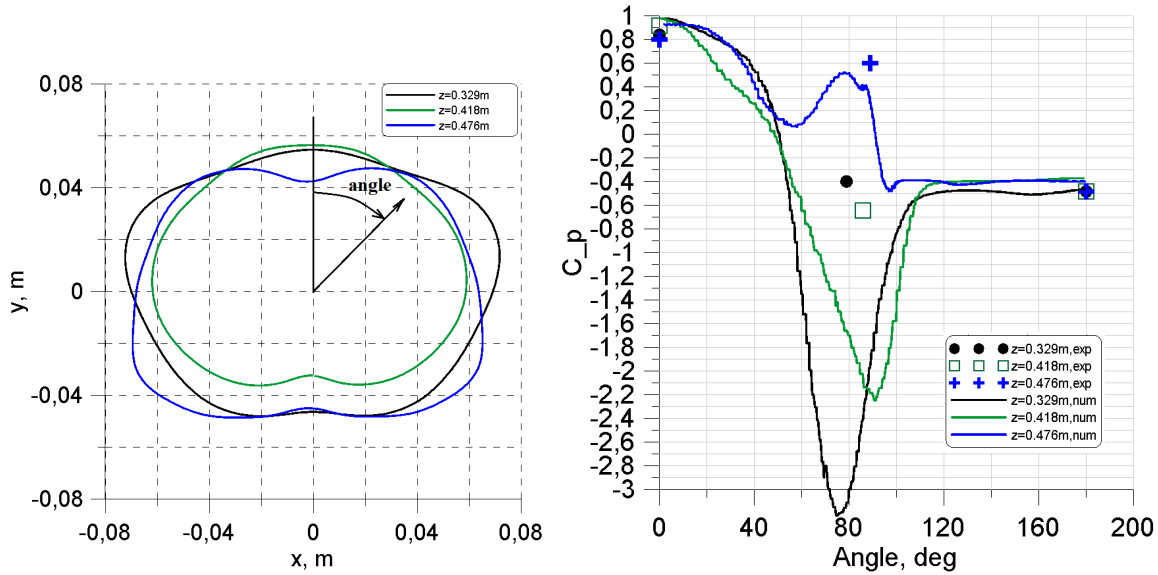 0,08
0,04
0
-0,04
-0,08
y, m
z=0.329m
z=0.418m
z=0.476m
angle
-0,08
-0,04
0
0,04
0,08
x, m
1
0,8
0,6
0,4
0,2
0
-0,2
-0,4
-0,6
-0,8
-1
-1,2
-1,4
-1,6
-1,8
-2
-2,2
-2,4
-2,6
-2,8
-3
C_p
z=0.329m,exp
z=0.418m,exp
z=0.476m,exp
z=0.329m,num
z=0.418m,num
z=0.476m,num
0
40
80
120
160
200
Angle, deg